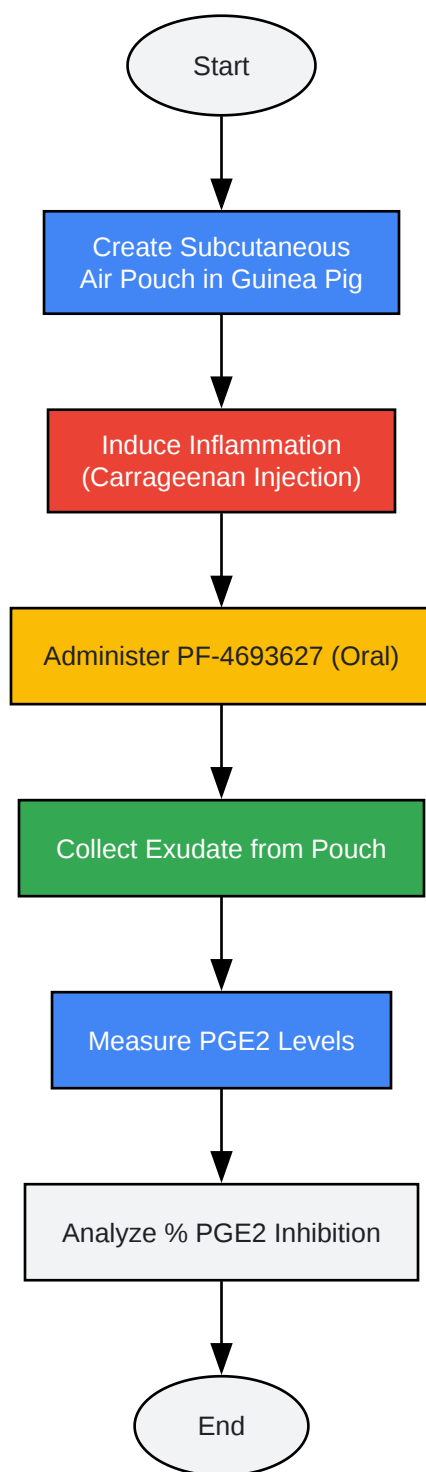 Start
Create Subcutaneous
Air Pouch in Guinea Pig
Induce Inflammation
(Carrageenan Injection)
Administer PF-4693627 (Oral)
Collect Exudate from Pouch
Measure PGE2 Levels
Analyze % PGE2 Inhibition
End